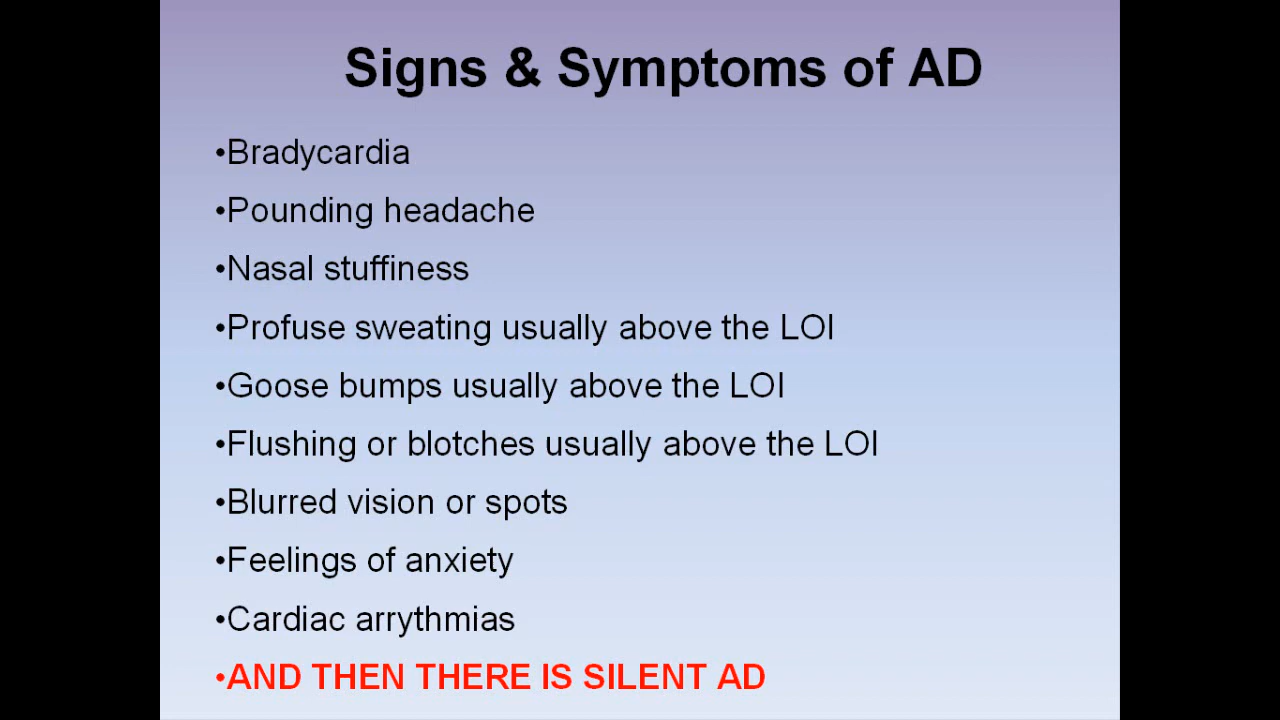 Signs & Symptoms of AD
•Bradycardia
•Pounding headache
•Nasal stuffiness
•Profuse sweating usually above the LOI
•Goose bumps usually above the LOI
•Flushing or blotches usually above the LOI
•Blurred vision or spots
•Feelings of anxiety
•Cardiac arrythmias
•AND THEN THERE IS SILENT AD